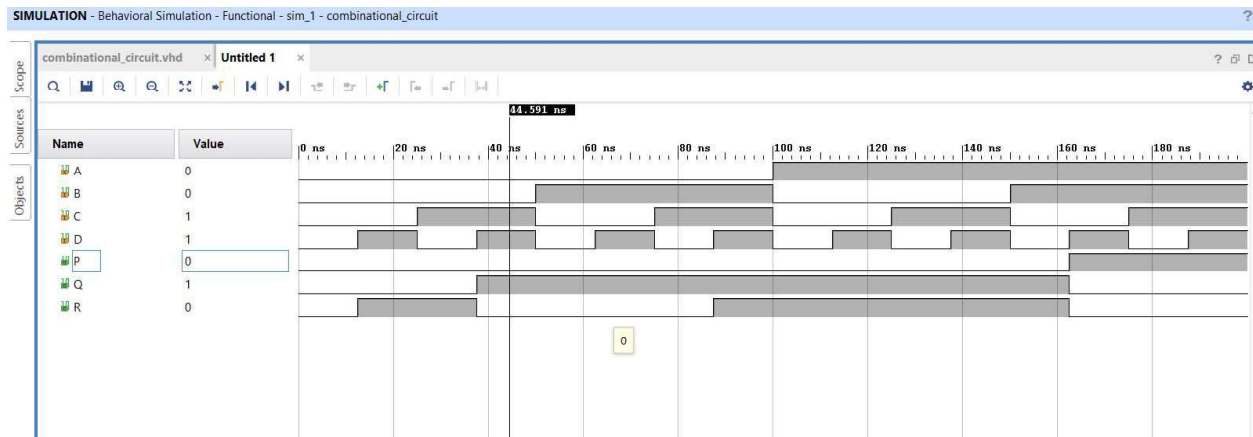 SIMULATION - Behavioral Simulation - Functional - sim_1 - combinational_circuit ?
Scope
Sources
Objects
combinational_circuit.vhd × Untitled 1 ×
?
44.591 ns
Name Value
0 ns 20 ns 40 ns 60 ns 80 ns 100 ns 120 ns 140 ns 160 ns 180 ns
A 0
B 0
C 1
D 1
P 0
Q 1
R 0
0